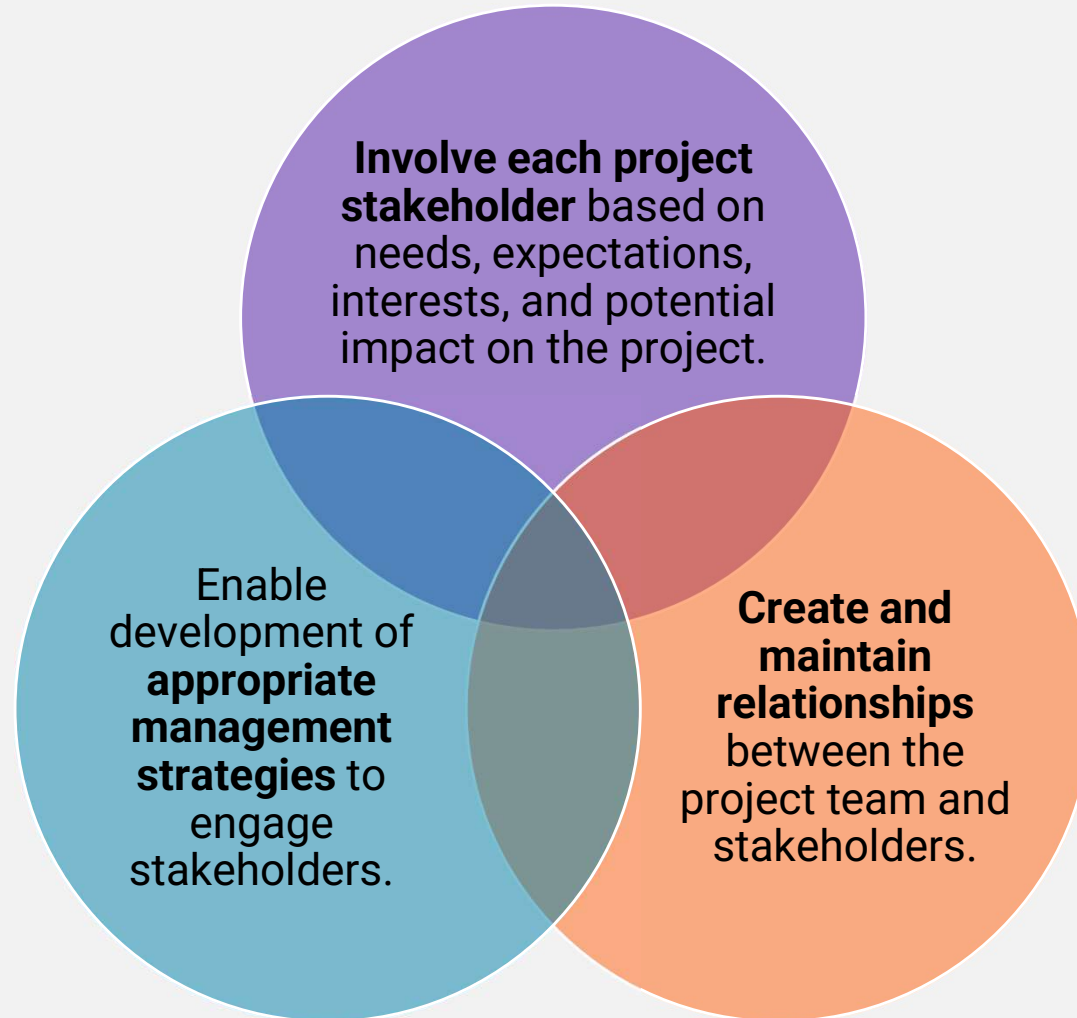 Involve each project
stakeholder based on
needs, expectations,
interests, and potential
impact on the project.
Enable
development of
appropriate
management
strategies to
engage
stakeholders.
Create and
maintain
relationships
between the
project team and
stakeholders.